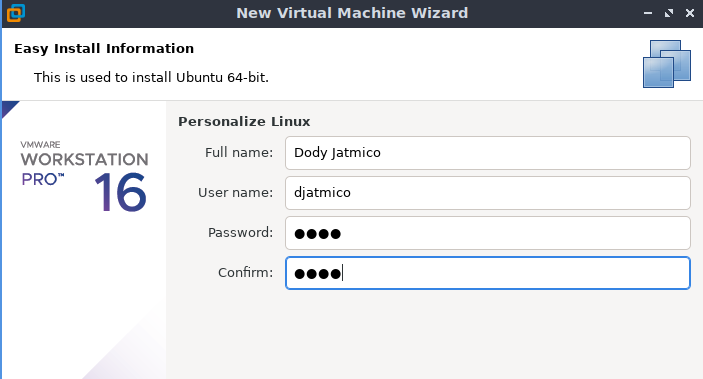 New Virtual Machine Wizard
Easy Install Information
This is used to install Ubuntu 64-bit.
VMWARE
WORKSTATION
PRO™ 16
Personalize Linux
Full name: Dody Jatmico
User name: djatmico
Password: ●●●●
Confirm: ●●●●